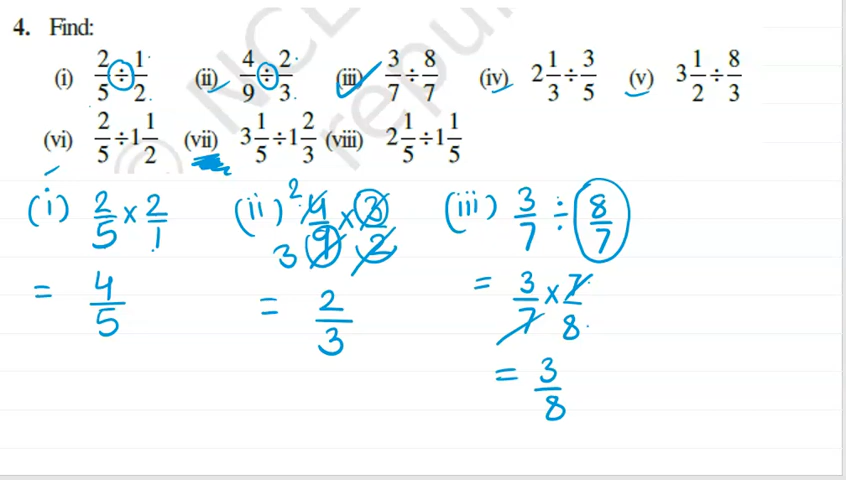 4. Find:
(i) 2/5 ÷ 1/2 (ii) 4/9 ÷ 2/3 (iii) 3/7 ÷ 8/7 (iv) 2 1/3 ÷ 3/5 (v) 3 1/2 ÷ 8/3
(vi) 2/5 ÷ 1 1/2 (vii) 3 1/5 ÷ 1 2/3 (viii) 2 1/5 ÷ 1 1/5
(i) 2/5 × 2/1 (ii) 2 4/9 × 3/2 3 (iii) 3/7 ÷ 8/7
= 4/5 = 2/3 = 3/7 × 7/8
= 3/8